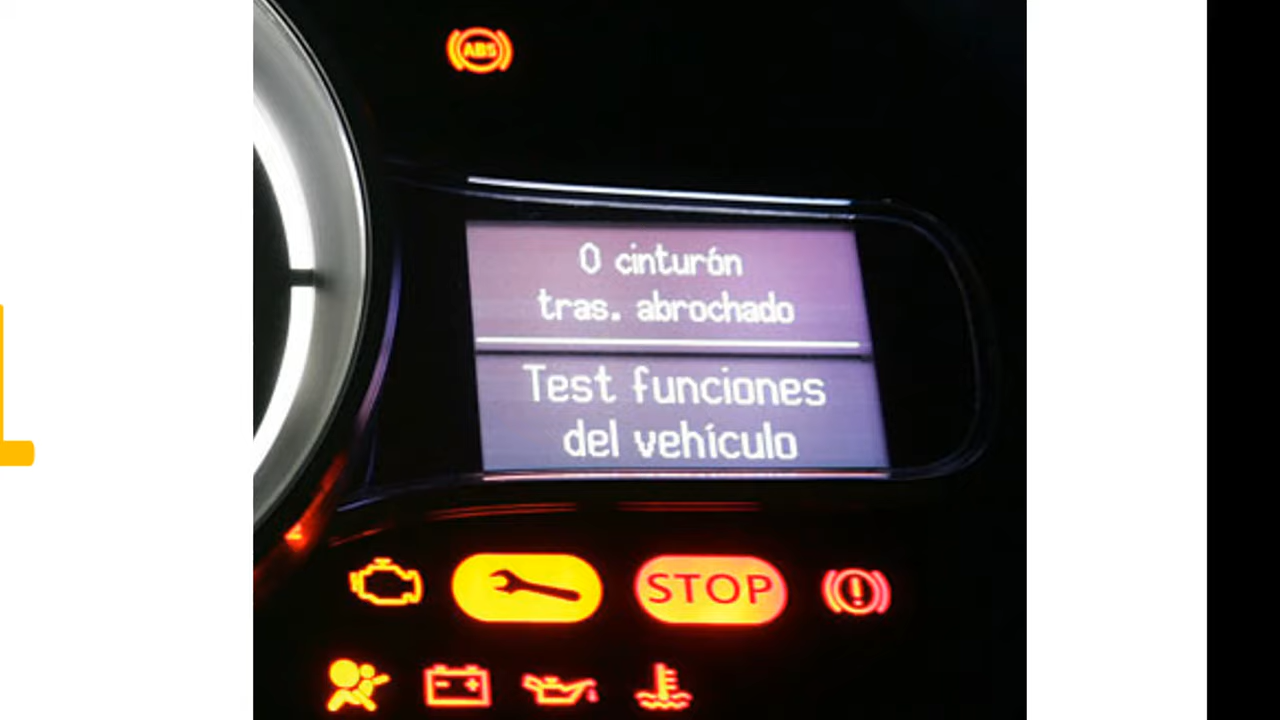 ABS
0 cinturón
tras. abrochado
Test funciones
del vehículo
STOP